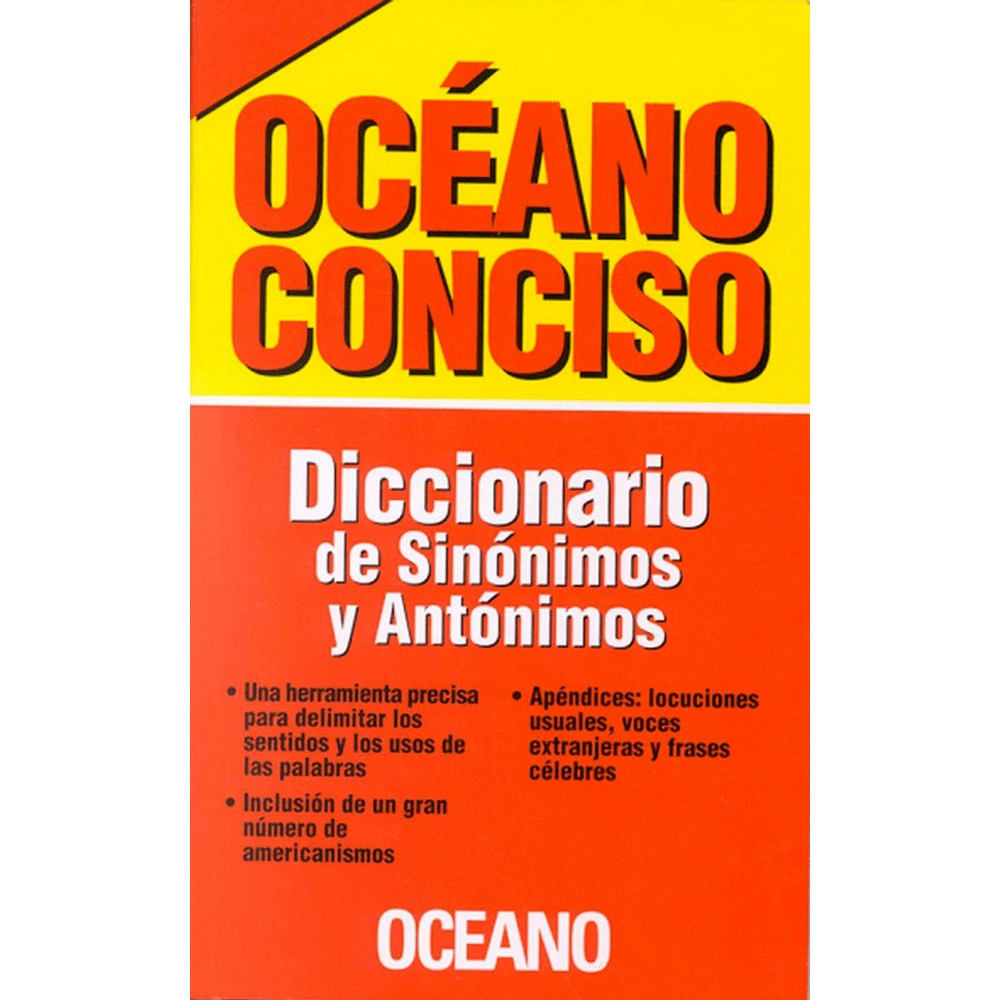 OCÉANO
CONCISO
Diccionario
de Sinónimos
y Antónimos
• Una herramienta precisa
para delimitar los
sentidos y los usos de
las palabras
• Inclusión de un gran
número de
americanismos
• Apéndices: locuciones
usuales, voces
extranjeras y frases
célebres
OCEANO